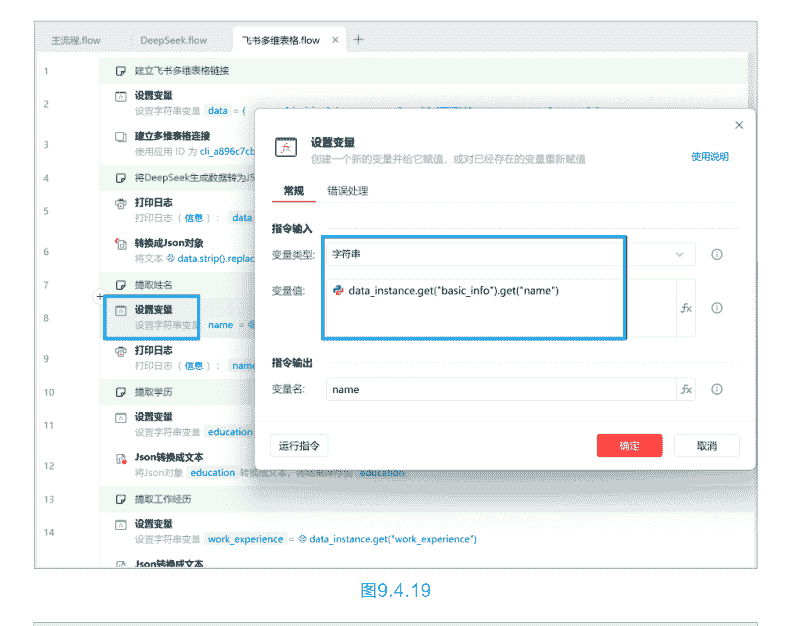 主流程.flow
DeepSeek.flow
飞书多维表格.flow × +
1 建立飞书多维表格链接
2 设置变量
设置字符串变量 data = {
3 建立多维表格连接
使用应用 ID 为 cli_a896c7cb
4 将DeepSeek生成数据转为JS
5 打印日志
打印日志（ 信息 ）： data
6 转换成Json对象
将文本 data.strip().replac
7 提取姓名
8 设置变量
设置字符串变量 name =
9 打印日志
打印日志（ 信息 ）： name
10 提取学历
11 设置变量
设置字符串变量 education
12 Json转换成文本
将Json对象 education 转换成文本，education
13 提取工作经历
14 设置变量
设置字符串变量 work_experience = data_instance.get("work_experience")
Json转换成文本
×
fx 设置变量
创建一个新的变量并给它赋值，或对已经存在的变量重新赋值
使用说明
常规 错误处理
指令输入
变量类型: 字符串
变量值: data_instance.get("basic_info").get("name") fx
指令输出
变量名: name fx
运行指令 确定 取消
图9.4.19